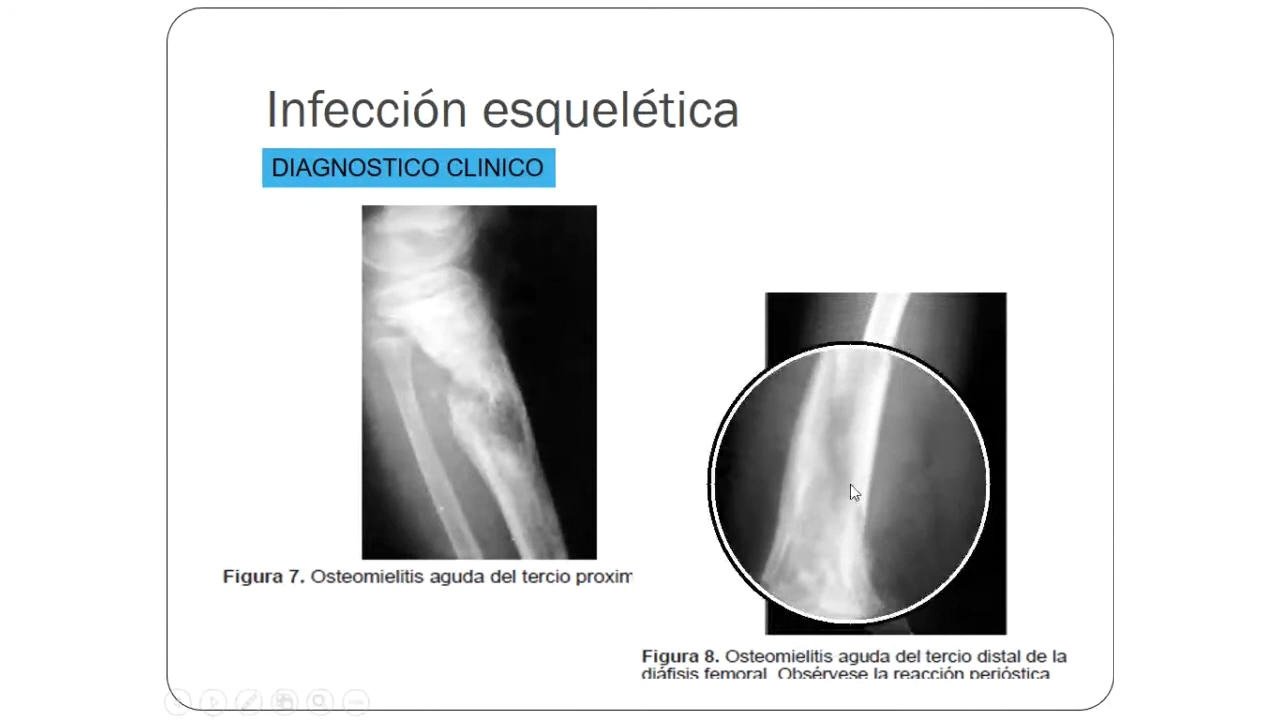 Infección esquelética
DIAGNOSTICO CLINICO
Figura 7. Osteomielitis aguda del tercio proxim
Figura 8. Osteomielitis aguda del tercio distal de la
diáfisis femoral. Obsérvese la reacción perióstica